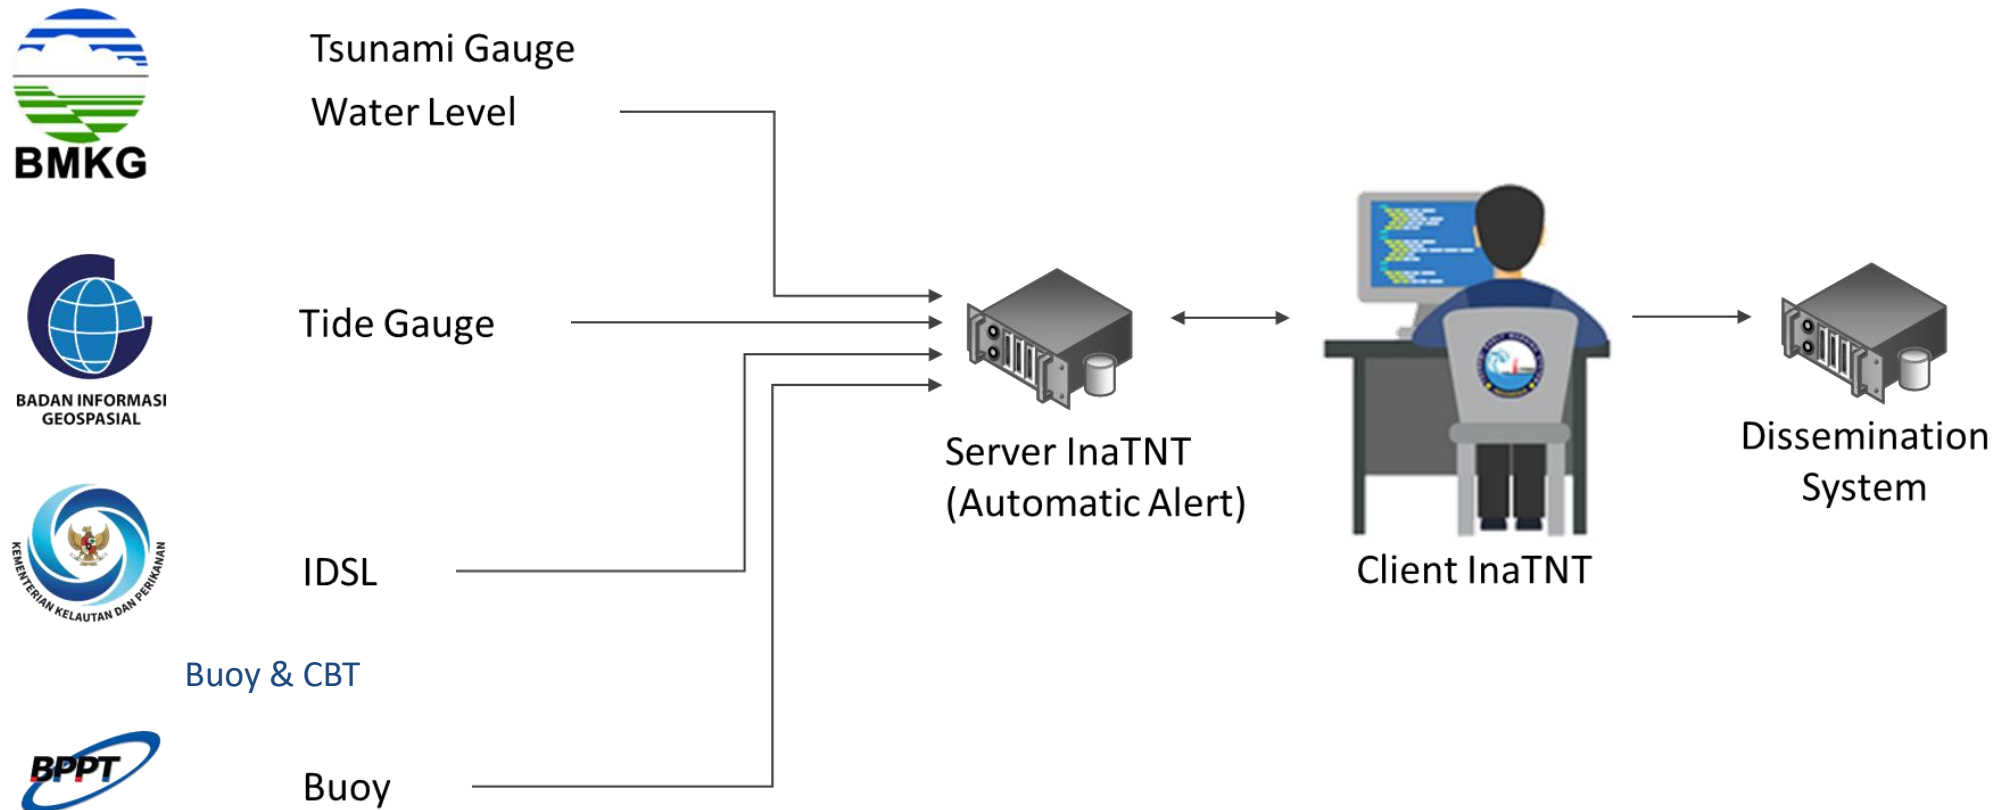 BMKG
Tsunami Gauge
Water Level
BADAN INFORMASI
GEOSPASIAL
Tide Gauge
KEMENTERIAN KELAUTAN DAN PERIKANAN
IDSL
Buoy & CBT
BPPT
Buoy
Server InaTNT
(Automatic Alert)
Client InaTNT
Dissemination
System